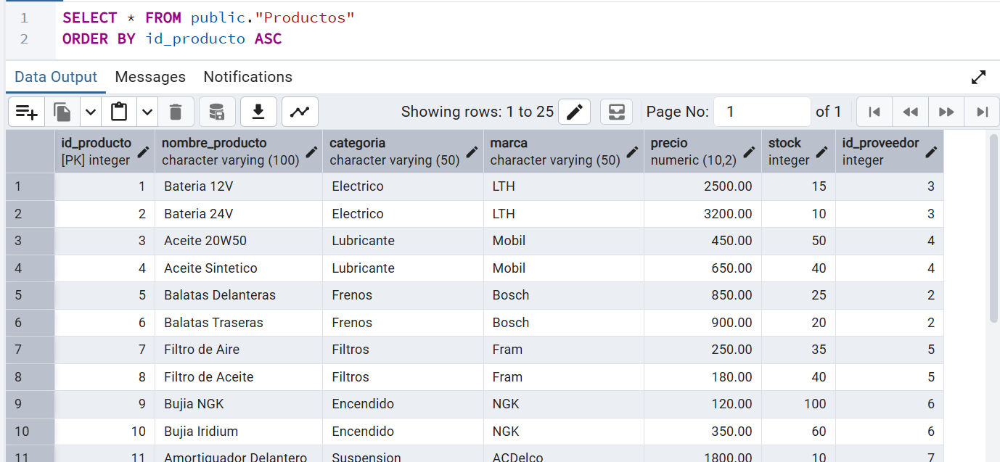 1 SELECT * FROM public."Productos"
2 ORDER BY id_producto ASC
Data Output Messages Notifications
Showing rows: 1 to 25 Page No: 1 of 1
id_producto nombre_producto categoria marca precio stock id_proveedor
[PK] integer character varying (100) character varying (50) character varying (50) numeric (10,2) integer integer
1 1 Bateria 12V Electrico LTH 2500.00 15 3
2 2 Bateria 24V Electrico LTH 3200.00 10 3
3 3 Aceite 20W50 Lubricante Mobil 450.00 50 4
4 4 Aceite Sintetico Lubricante Mobil 650.00 40 4
5 5 Balatas Delanteras Frenos Bosch 850.00 25 2
6 6 Balatas Traseras Frenos Bosch 900.00 20 2
7 7 Filtro de Aire Filtros Fram 250.00 35 5
8 8 Filtro de Aceite Filtros Fram 180.00 40 5
9 9 Bujia NGK Encendido NGK 120.00 100 6
10 10 Bujia Iridium Encendido NGK 350.00 60 6
11 11 Amortiguador Delantero Suspension ACDelco 1800.00 10 7